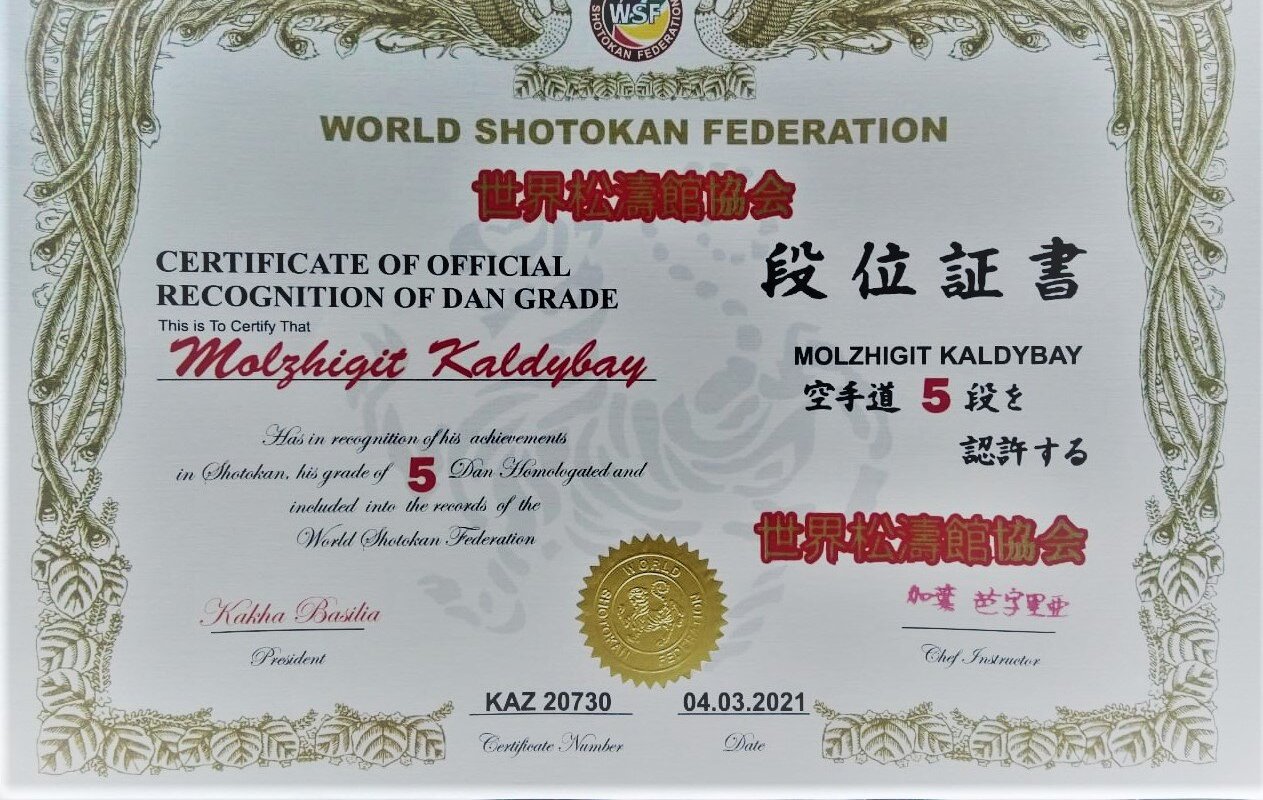 WSF
SHOTOKAN FEDERATION
WORLD SHOTOKAN FEDERATION
世界松濤館協会
CERTIFICATE OF OFFICIAL
RECOGNITION OF DAN GRADE
This is To Certify That
Molzhigit Kaldybay
Has in recognition of his achievements
in Shotokan, his grade of 5 Dan Homologated and
included into the records of the
World Shotokan Federation
Kakha Basilia
President
段位証書
MOLZHIGIT KALDYBAY
空手道 5 段を
認許する
世界松濤館協会
加葉
Chef Instructor
WORLD SHOTOKAN FEDERATION
KAZ 20730
Certificate Number
04.03.2021
Date